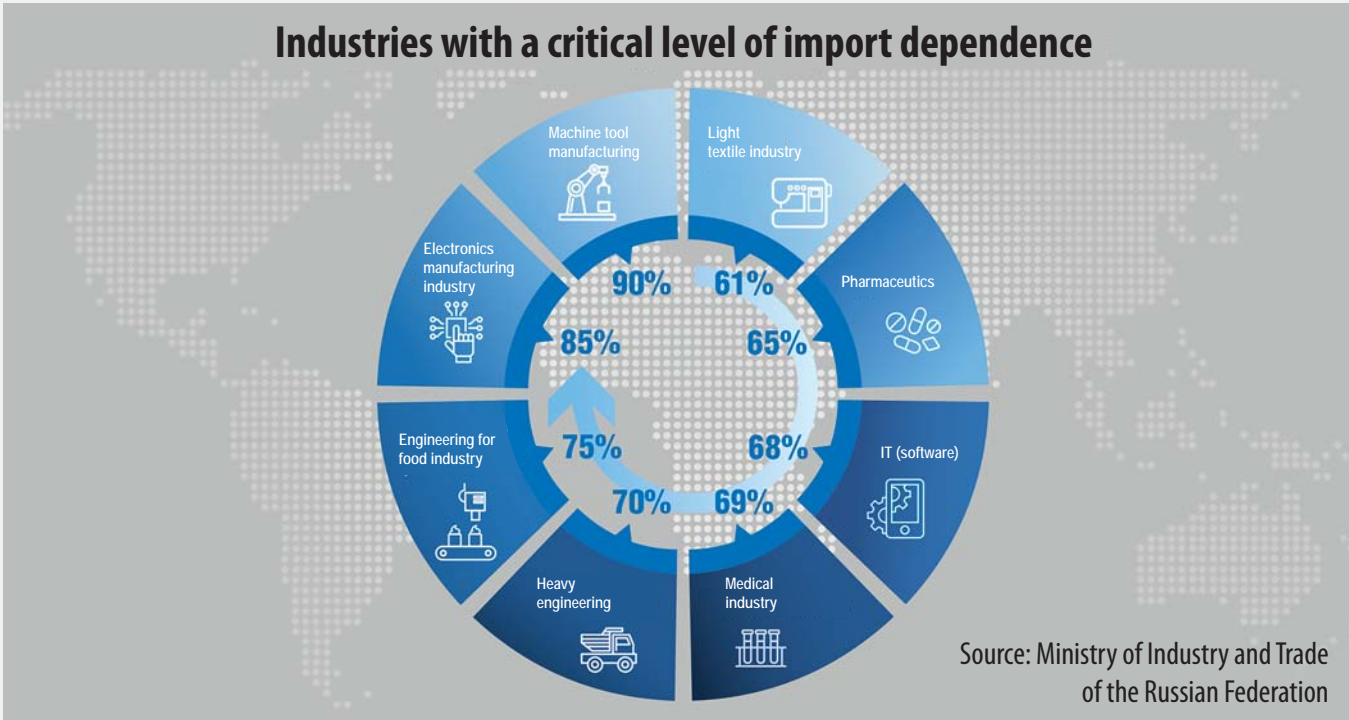 Industries with a critical level of import dependence
Machine tool
manufacturing
Light
textile industry
Electronics
manufacturing
industry
Pharmaceutics
90%
61%
85%
65%
75%
68%
70%
69%
Engineering for
food industry
IT (software)
Heavy
engineering
Medical
industry
Source: Ministry of Industry and Trade
of the Russian Federation